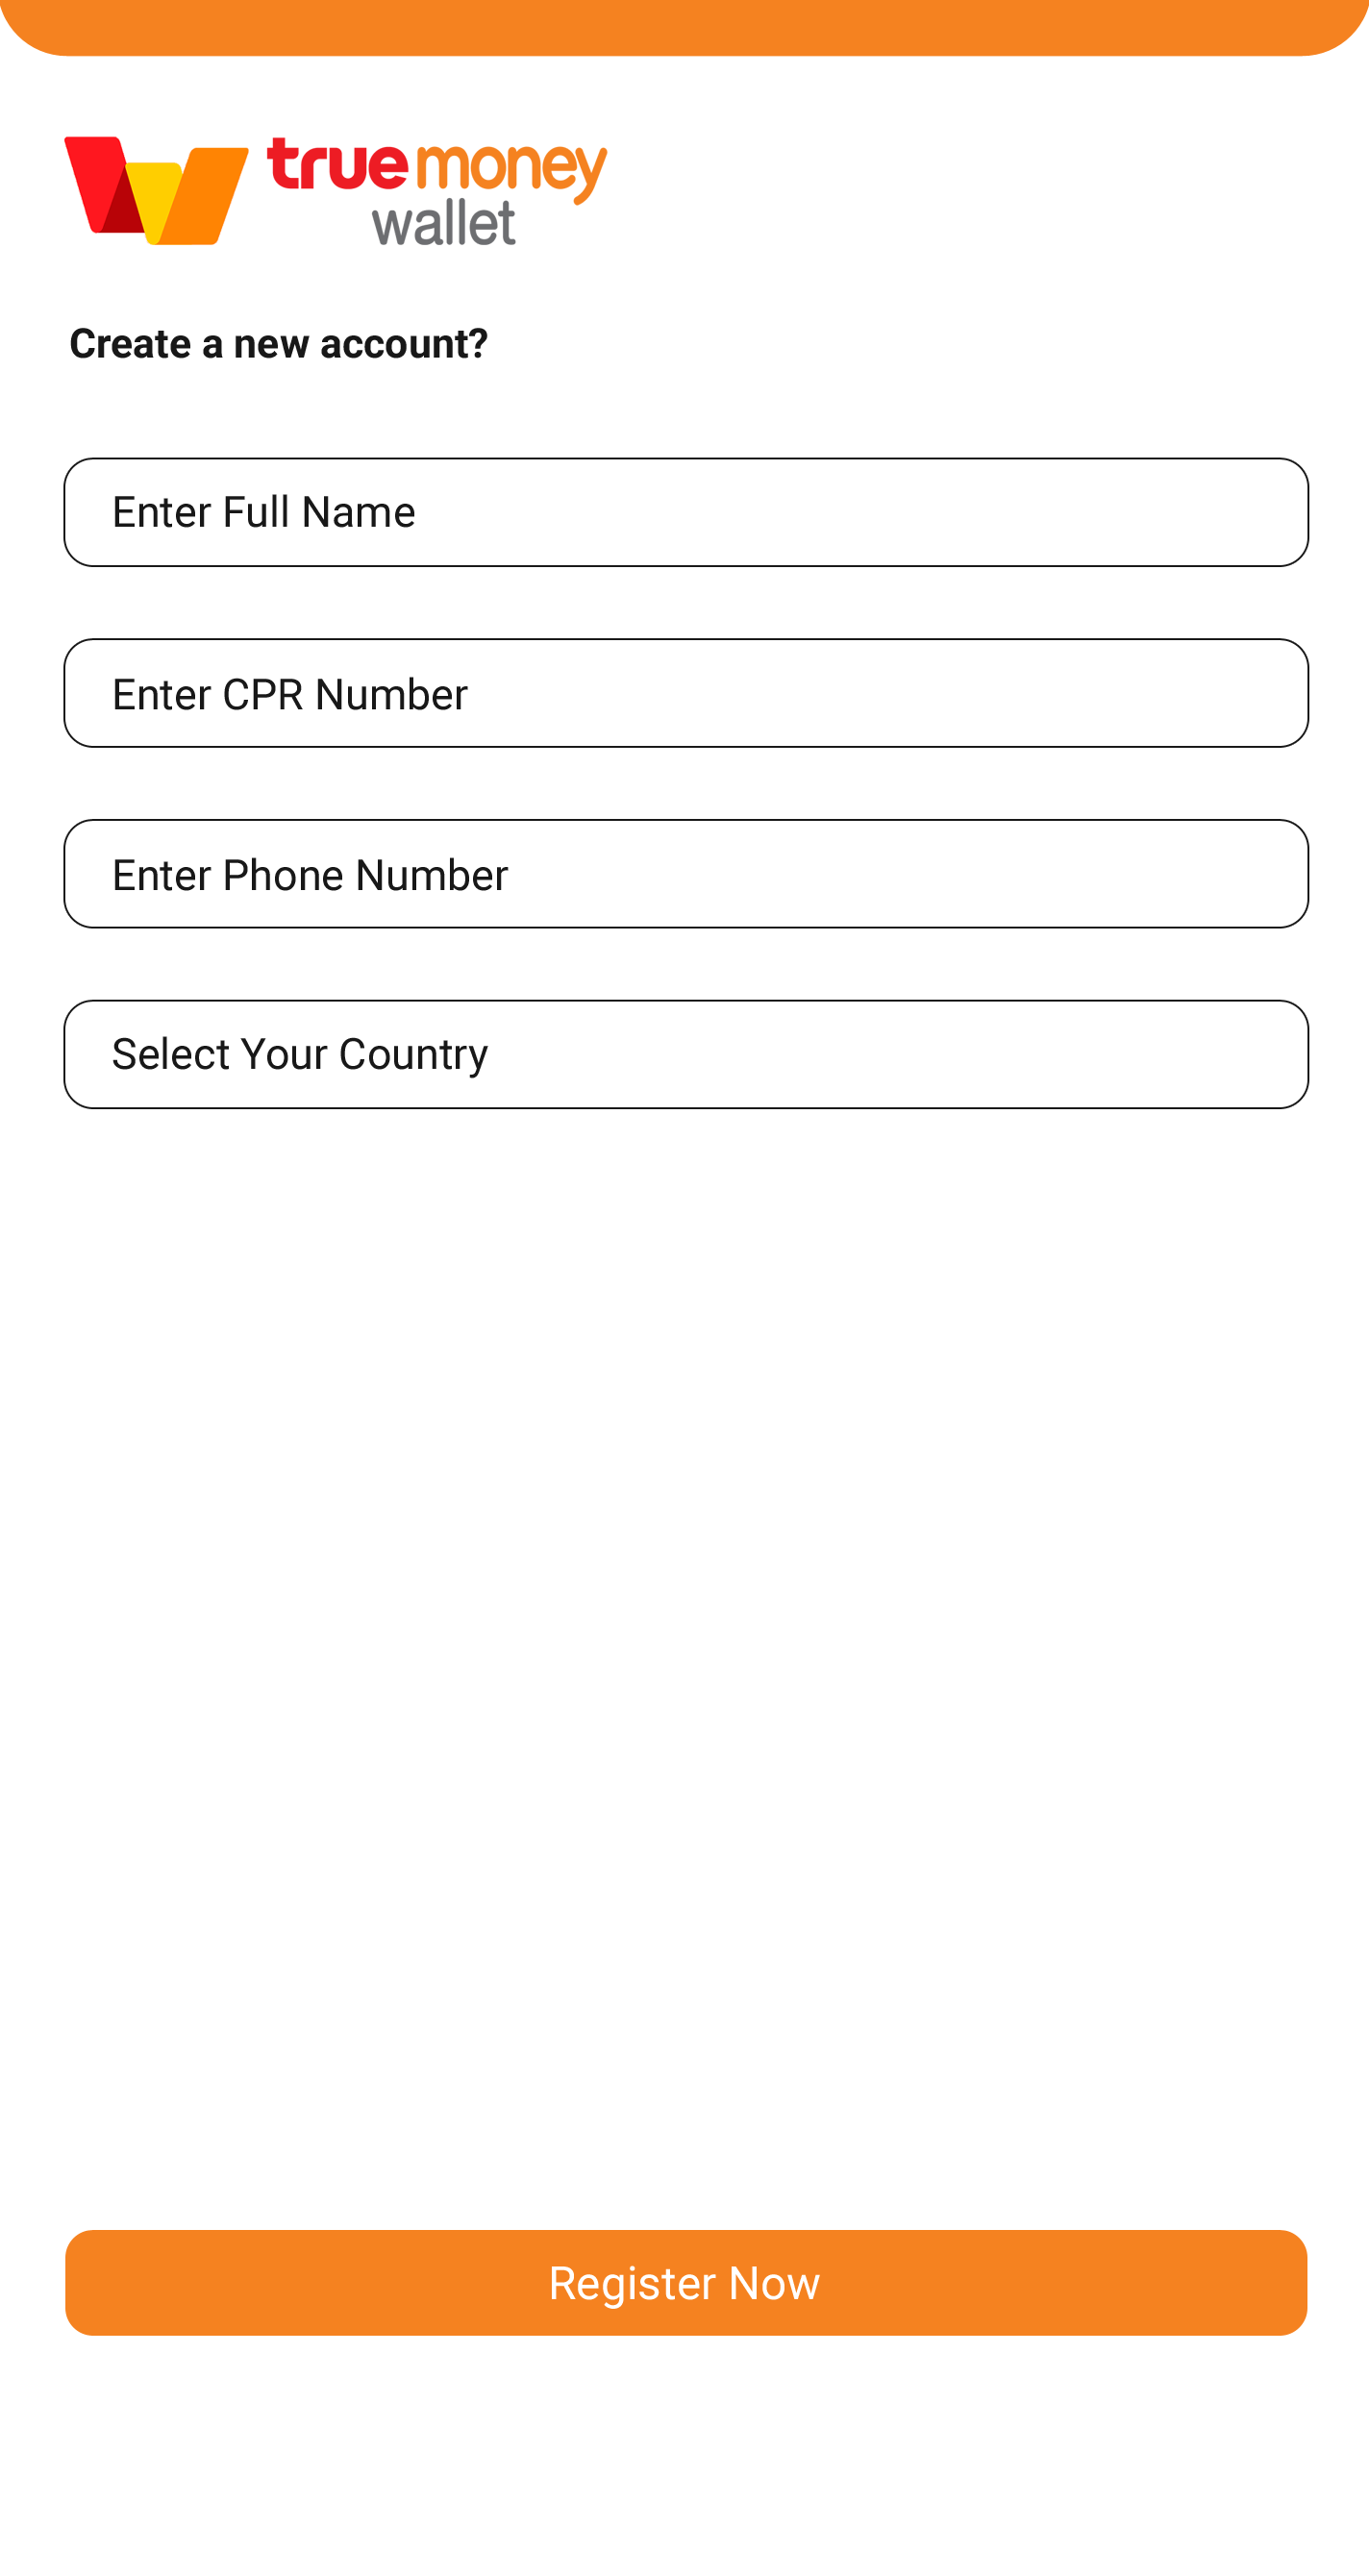 truemoney
wallet
Create a new account?
Enter Full Name
Enter CPR Number
Enter Phone Number
Select Your Country
Register Now